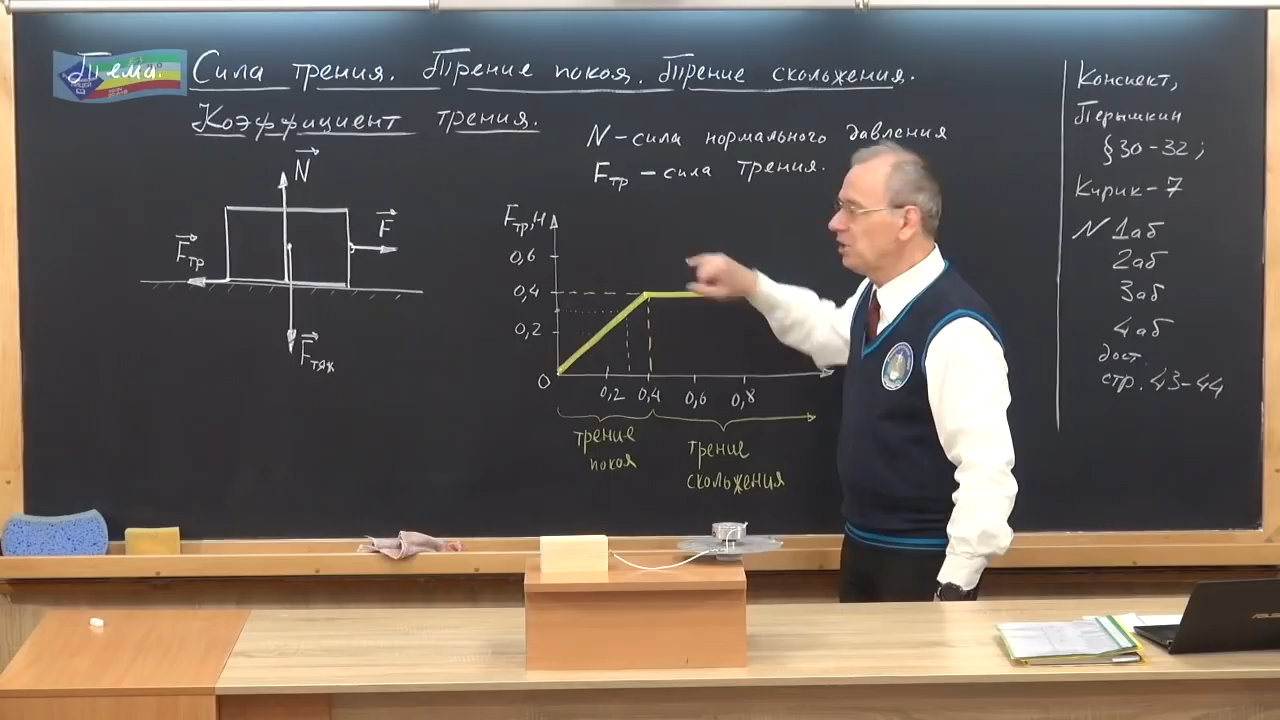 Тема. Сила трения. Трение покоя. Трение скольжения.
Коэффициент трения.
N - сила нормального давления
Fтр - сила трения.
N
F
Fтр
Fтяж
Fтр, Н
0,6
0,4
0,2
0
0,2 0,4 0,6 0,8
трение покоя
трение скольжения
Конспект,
Пёрышкин
§30-32;
Кирик-7
N 1аб
2аб
3аб
4аб
дост.
стр. 43-44
ASUS